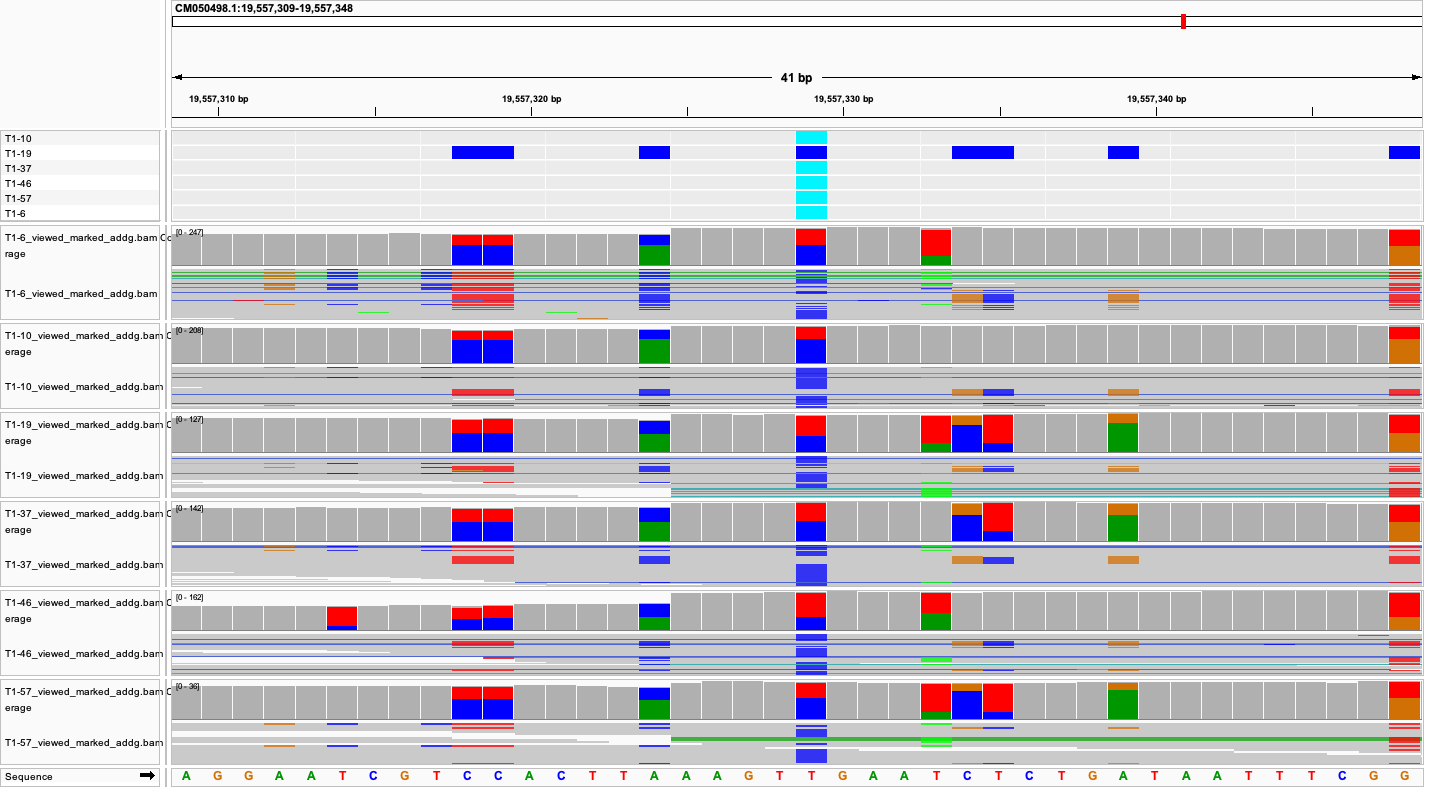 CM050498.1:19,557,309-19,557,348
41 bp
19,557,310 bp 19,557,320 bp 19,557,330 bp 19,557,340 bp
T1-10
T1-19
T1-37
T1-46
T1-57
T1-6
T1-6_viewed_marked_addg.bam Co
rage
[0 - 247]
T1-6_viewed_marked_addg.bam
T1-10_viewed_marked_addg.bam C
erage
[0 - 208]
T1-10_viewed_marked_addg.bam
T1-19_viewed_marked_addg.bam C
erage
[0 - 127]
T1-19_viewed_marked_addg.bam
T1-37_viewed_marked_addg.bam C
erage
[0 - 142]
T1-37_viewed_marked_addg.bam
T1-46_viewed_marked_addg.bam C
erage
[0 - 162]
T1-46_viewed_marked_addg.bam
T1-57_viewed_marked_addg.bam C
erage
[0 - 36]
T1-57_viewed_marked_addg.bam
Sequence A G G A A T C G T C C A C T T A A A G T T G A A T C T C T G A T A A T T T C G G